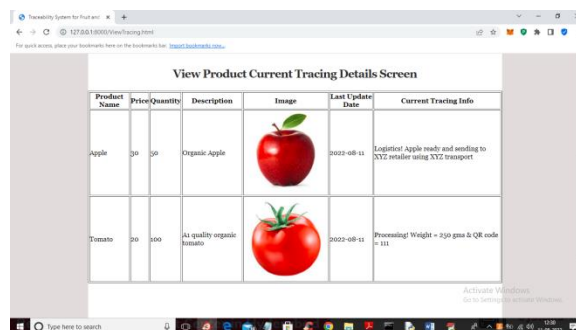 Traceability System for Fruit and
127.0.0.1:8000/ViewTracing.html
For quick access, place your bookmarks here on the bookmarks bar. Import bookmarks now...
View Product Current Tracing Details Screen
Product Name Price Quantity Description Image Last Update Date Current Tracing Info
Apple 30 50 Organic Apple 2022-08-11 Logistics! Apple ready and sending to
XYZ retailer using XYZ transport
Tomato 20 100 A1 quality organic tomato 2022-08-11 Processing! Weight = 250 gms & QR code
= 111
Activate Windows
Go to Settings to activate Windows.
Type here to search
12:30